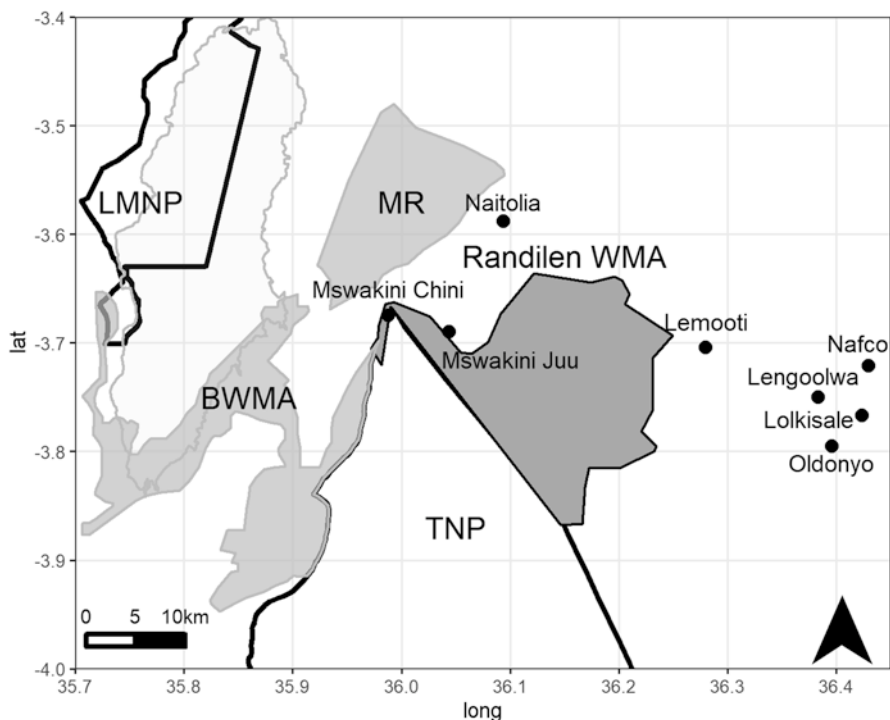 -3.4
-3.5
-3.6
-3.7
-3.8
-3.9
-4.0
lat
LMNP
MR
Naitolia
Randilen WMA
Mswakini Chini
Lemooti
Mswakini Juu
Nafco
Lengoolwa
BWMA
Lolkisale
Oldonyo
TNP
0 5 10km
35.7 35.8 35.9 36.0 36.1 36.2 36.3 36.4
long